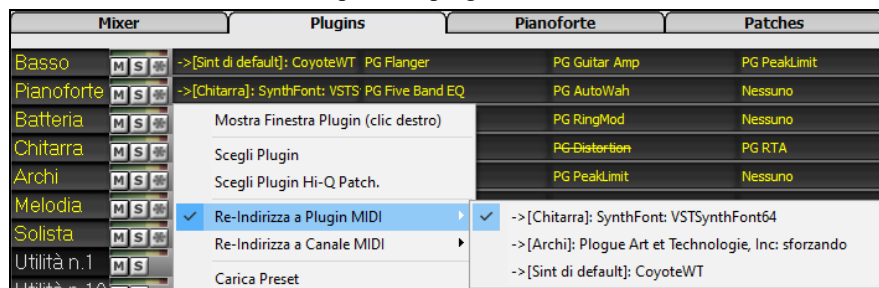 Mixer Plugins Pianoforte Patches
Basso M S ->[Sint di default]: CoyoteWT PG Flanger PG Guitar Amp PG PeakLimit
Pianoforte M S ->[Chitarra]: SynthFont: VSTS PG Five Band EQ PG AutoWah Nessuno
Batteria M S Mostra Finestra Plugin (clic destro) PG RingMod Nessuno
Chitarra M S Scegli Plugin PG Distortion PG RTA
Archi M S Scegli Plugin Hi-Q Patch. PG PeakLimit Nessuno
Melodia M S Re-Indirizza a Plugin MIDI ->[Chitarra]: SynthFont: VSTSynthFont64
Solista M S Re-Indirizza a Canale MIDI ->[Archi]: Plogue Art et Technologie, Inc: sforzando
Utilità n.1 M S Carica Preset ->[Sint di default]: CoyoteWT